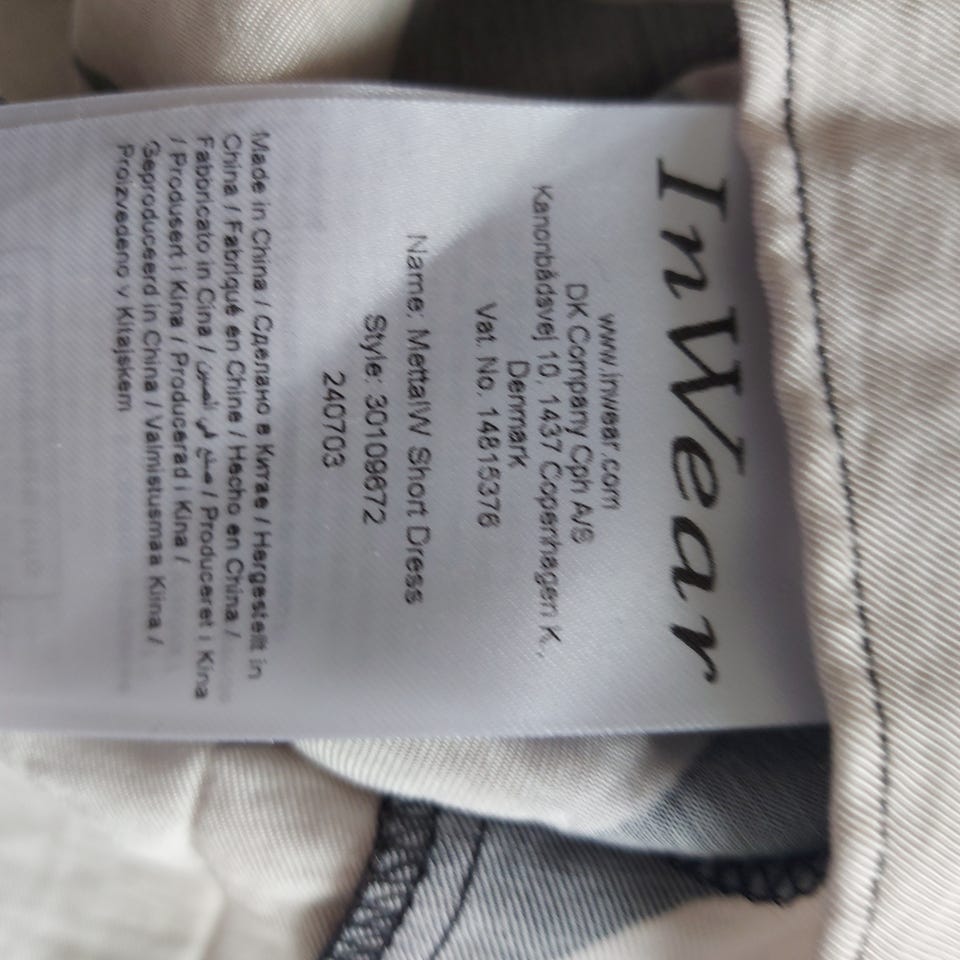 InWear
www.inwear.com
DK Company Cph A/S
Kanonbådsvej 10, 1437 Copenhagen K.,
Denmark
Vat. No. 14815376
Name: MettaIW Short Dress
Style: 30109672
240703
Made in China / Сделано в Китае / Hergestellt in
China / Fabriqué en Chine / Hecho en China /
Fabbricato in Cina / صنع في الصين / Produceret i Kina
/ Produsert i Kina / Producerad i Kina /
Geproduceerd in China / Valmistusmaa Kiina /
Proizvedeno v Kitajskem